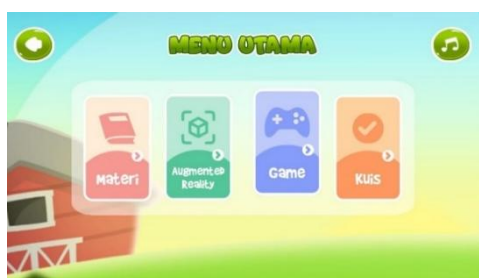 MENU UTAMA
Materi
Augmented
Reality
Game
Kuis